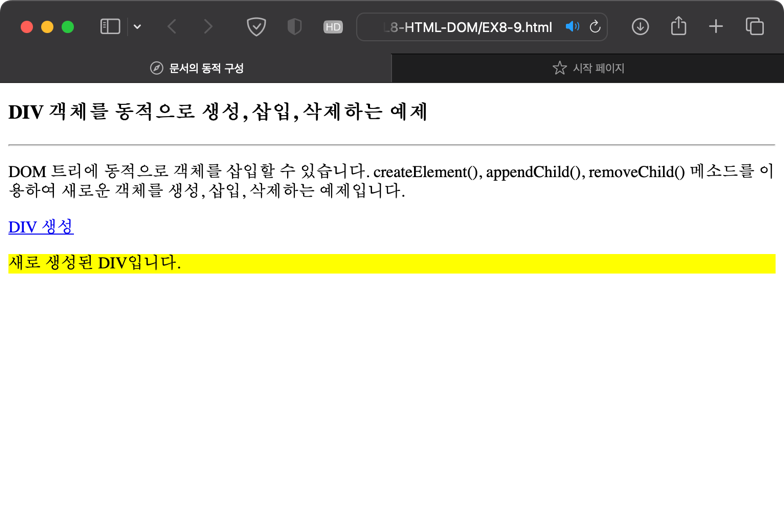 HD
L8-HTML-DOM/EX8-9.html
문서의 동적 구성
시작 페이지
DIV 객체를 동적으로 생성, 삽입, 삭제하는 예제
DOM 트리에 동적으로 객체를 삽입할 수 있습니다. createElement(), appendChild(), removeChild() 메소드를 이
용하여 새로운 객체를 생성, 삽입, 삭제하는 예제입니다.
DIV 생성
새로 생성된 DIV입니다.